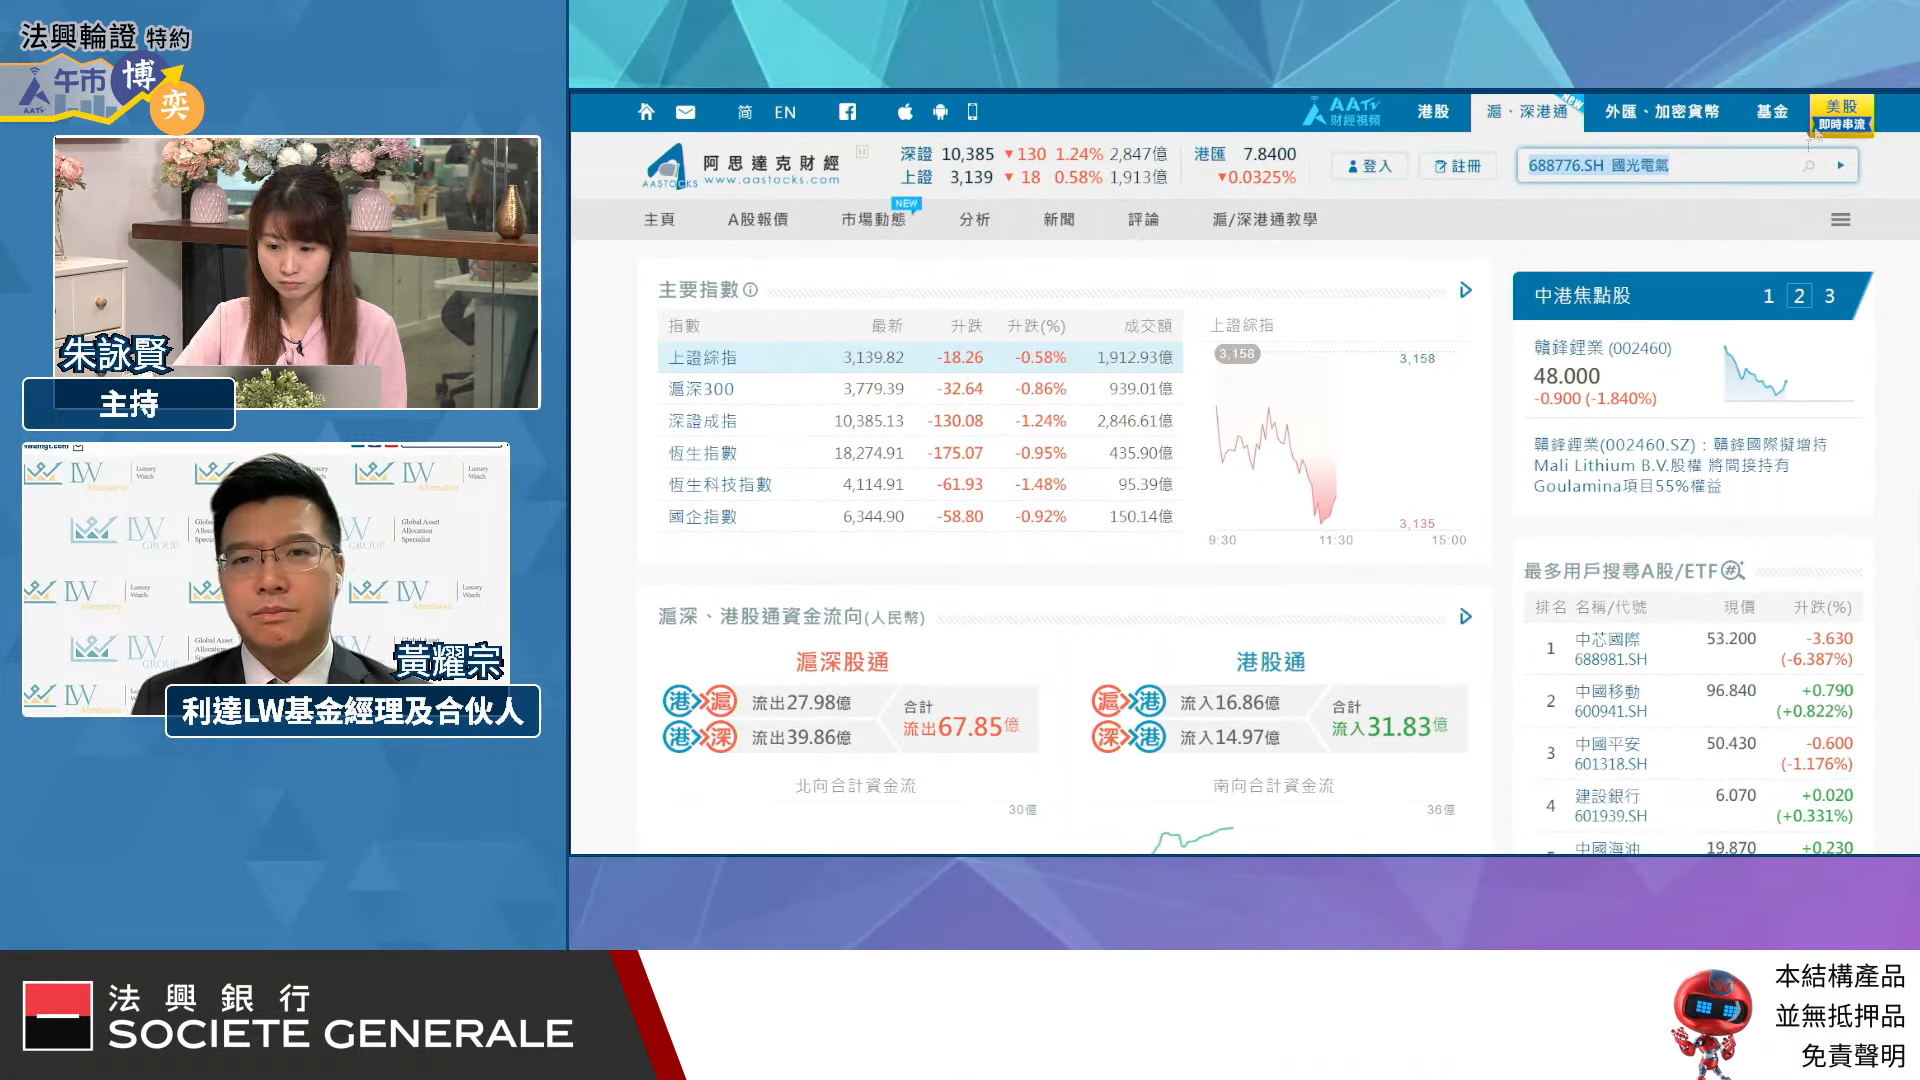 法興輪證 特約
午市 博
奕
AATV
朱詠賢
主持
LW GROUP
Global Asset
Allocation
Specialist
LW
Alternative
Luxury
Watch
黃耀宗
利達LW基金經理及合伙人
简 EN
AATV
財經視頻
港股
滬、深港通
NEW
外匯、加密貨幣
基金
美股
即時串流
阿思達克財經
www.aastocks.com
AASTOCKS
深證 10,385 ▼130 1.24% 2,847億
上證 3,139 ▼ 18 0.58% 1,913億
港匯 7.8400
▼0.0325%
登入
註冊
688776.SH 國光電氣
主頁
A股報價
市場動態
NEW
分析
新聞
評論
滬/深港通教學
主要指數
指數 最新 升跌 升跌(%) 成交額
上證綜指 3,139.82 -18.26 -0.58% 1,912.93億
滬深300 3,779.39 -32.64 -0.86% 939.01億
深證成指 10,385.13 -130.08 -1.24% 2,846.61億
恆生指數 18,274.91 -175.07 -0.95% 435.90億
恆生科技指數 4,114.91 -61.93 -1.48% 95.39億
國企指數 6,344.90 -58.80 -0.92% 150.14億
上證綜指
3,158
3,158
3,135
9:30 11:30 15:00
滬深、港股通資金流向(人民幣)
滬深股通
港 滬 流出27.98億
港 深 流出39.86億
合計
流出67.85億
北向合計資金流
30億
港股通
滬 港 流入16.86億
深 港 流入14.97億
合計
流入31.83億
南向合計資金流
36億
中港焦點股
1 2 3
贛鋒鋰業 (002460)
48.000
-0.900 (-1.840%)
贛鋒鋰業(002460.SZ)：贛鋒國際擬增持
Mali Lithium B.V.股權 將間接持有
Goulamina項目55%權益
最多用戶搜尋A股/ETF
排名 名稱/代號 現價 升跌(%)
1 中芯國際 53.200 -3.630
688981.SH (-6.387%)
2 中國移動 96.840 +0.790
600941.SH (+0.822%)
3 中國平安 50.430 -0.600
601318.SH (-1.176%)
4 建設銀行 6.070 +0.020
601939.SH (+0.331%)
中國海油 19.870 +0.230
法興銀行
SOCIETE GENERALE
本結構產品
並無抵押品
免責聲明